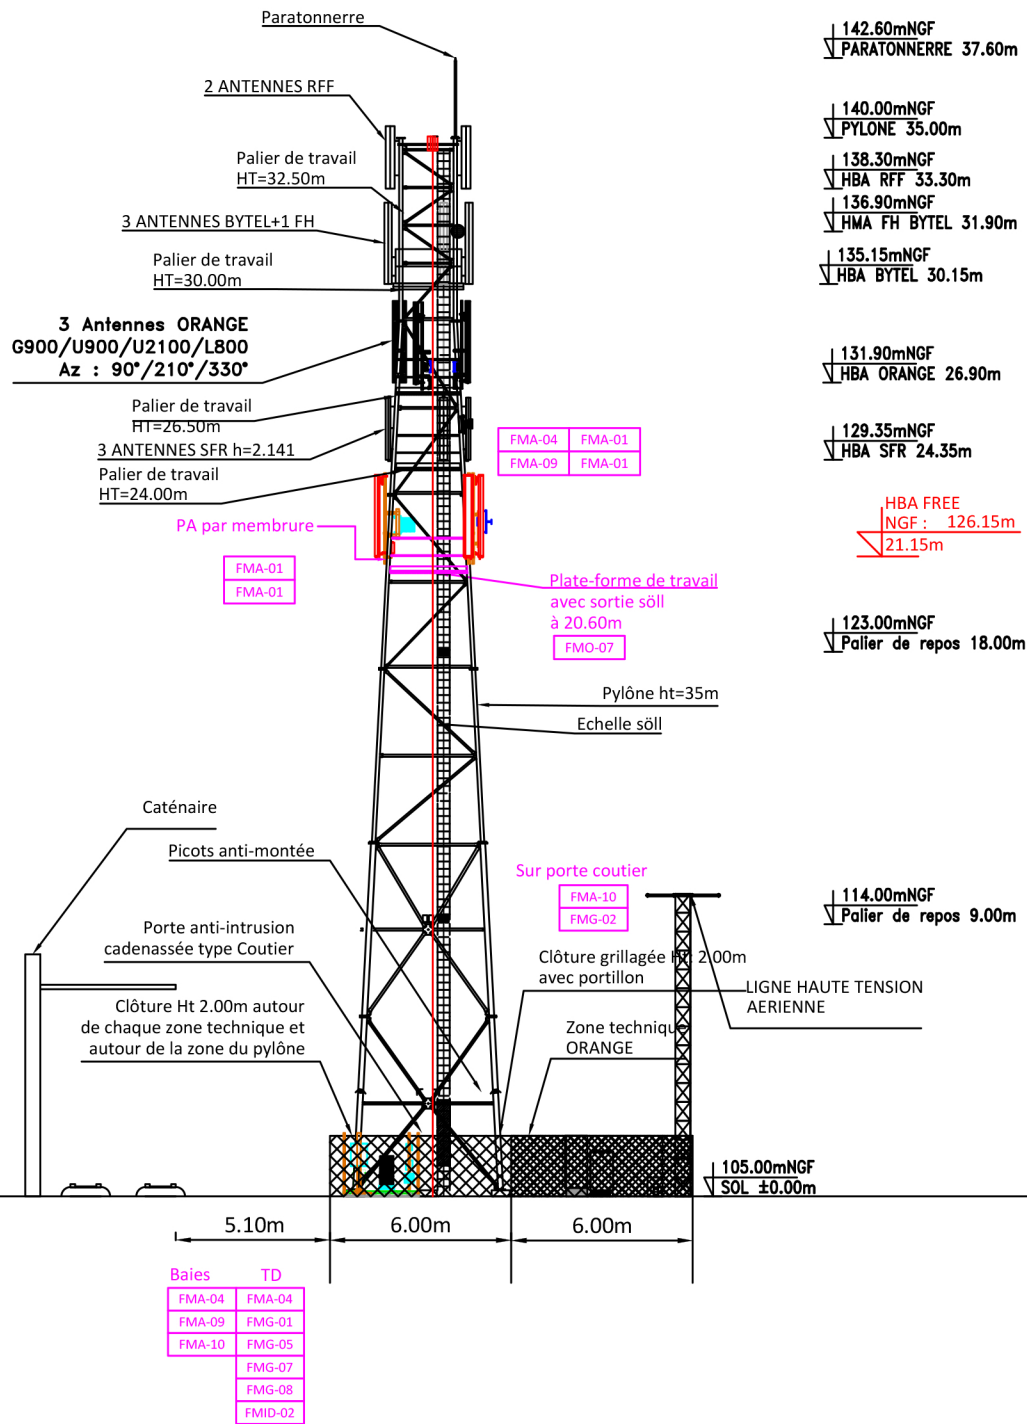 Paratonnerre
142.60mNGF
PARATONNERRE 37.60m
2 ANTENNES RFF
140.00mNGF
PYLONE 35.00m
Palier de travail
HT=32.50m
138.30mNGF
HBA RFF 33.30m
3 ANTENNES BYTEL+1 FH
136.90mNGF
HMA FH BYTEL 31.90m
Palier de travail
HT=30.00m
135.15mNGF
HBA BYTEL 30.15m
3 Antennes ORANGE
G900/U900/U2100/L800
Az : 90°/210°/330°
131.90mNGF
HBA ORANGE 26.90m
Palier de travail
HT=26.50m
3 ANTENNES SFR h=2.141
129.35mNGF
HBA SFR 24.35m
FMA-04 FMA-01
FMA-09 FMA-01
Palier de travail
HT=24.00m
HBA FREE
NGF : 126.15m
21.15m
PA par membrure
FMA-01
FMA-01
Plate-forme de travail
avec sortie söll
à 20.60m
FMO-07
123.00mNGF
Palier de repos 18.00m
Pylône ht=35m
Echelle söll
Caténaire
Picots anti-montée
Sur porte coutier
FMA-10
FMG-02
114.00mNGF
Palier de repos 9.00m
Porte anti-intrusion
cadenassée type Coutier
Clôture grillagée Ht: 2.00m
avec portillon
LIGNE HAUTE TENSION
AERIENNE
Clôture Ht 2.00m autour
de chaque zone technique et
autour de la zone du pylône
Zone technique
ORANGE
105.00mNGF
SOL ±0.00m
5.10m 6.00m 6.00m
Baies TD
FMA-04 FMA-04
FMA-09 FMG-01
FMA-10 FMG-05
FMG-07
FMG-08
FMID-02